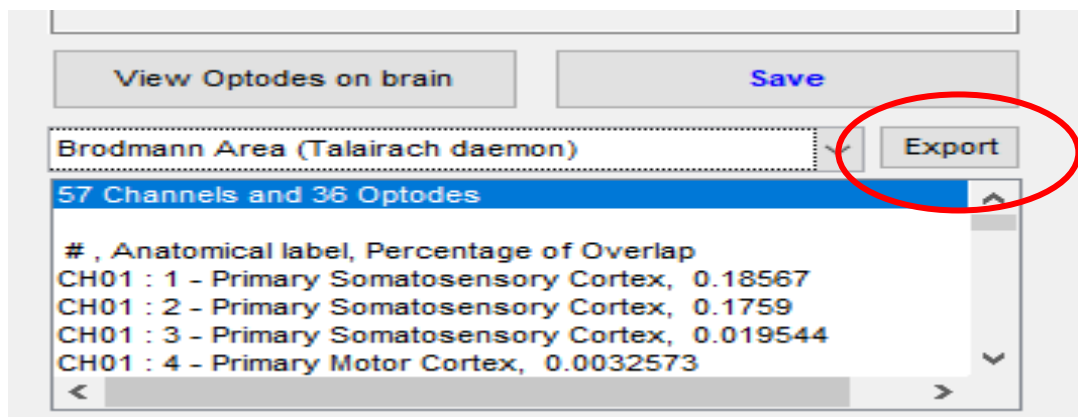 View Optodes on brain
Save
Brodmann Area (Talairach daemon)
Export
57 Channels and 36 Optodes
# , Anatomical label, Percentage of Overlap
CH01 : 1 - Primary Somatosensory Cortex,  0.18567
CH01 : 2 - Primary Somatosensory Cortex,  0.1759
CH01 : 3 - Primary Somatosensory Cortex,  0.019544
CH01 : 4 - Primary Motor Cortex,  0.0032573